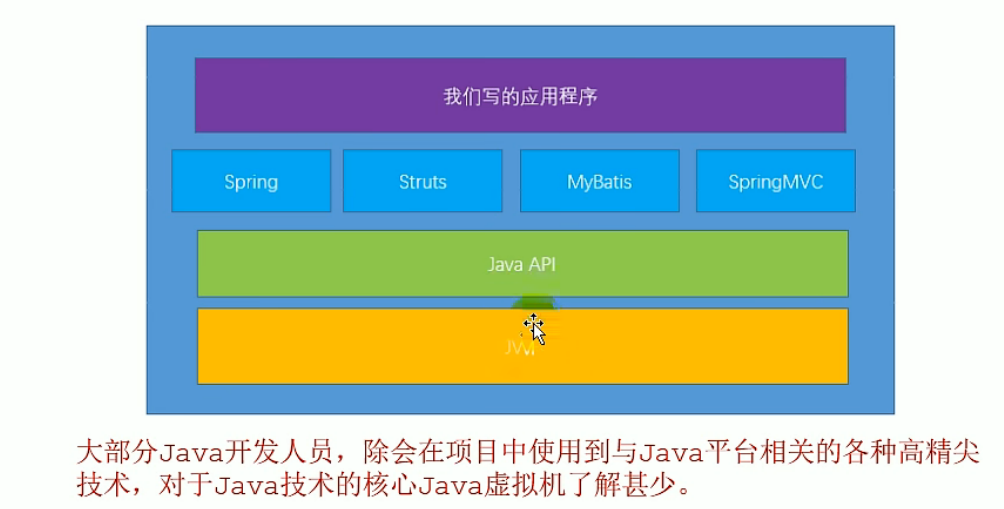 我们写的应用程序
Spring
Struts
MyBatis
SpringMVC
Java API
大部分Java开发人员，除会在项目中使用到与Java平台相关的各种高精尖
技术，对于Java技术的核心Java虚拟机了解甚少。